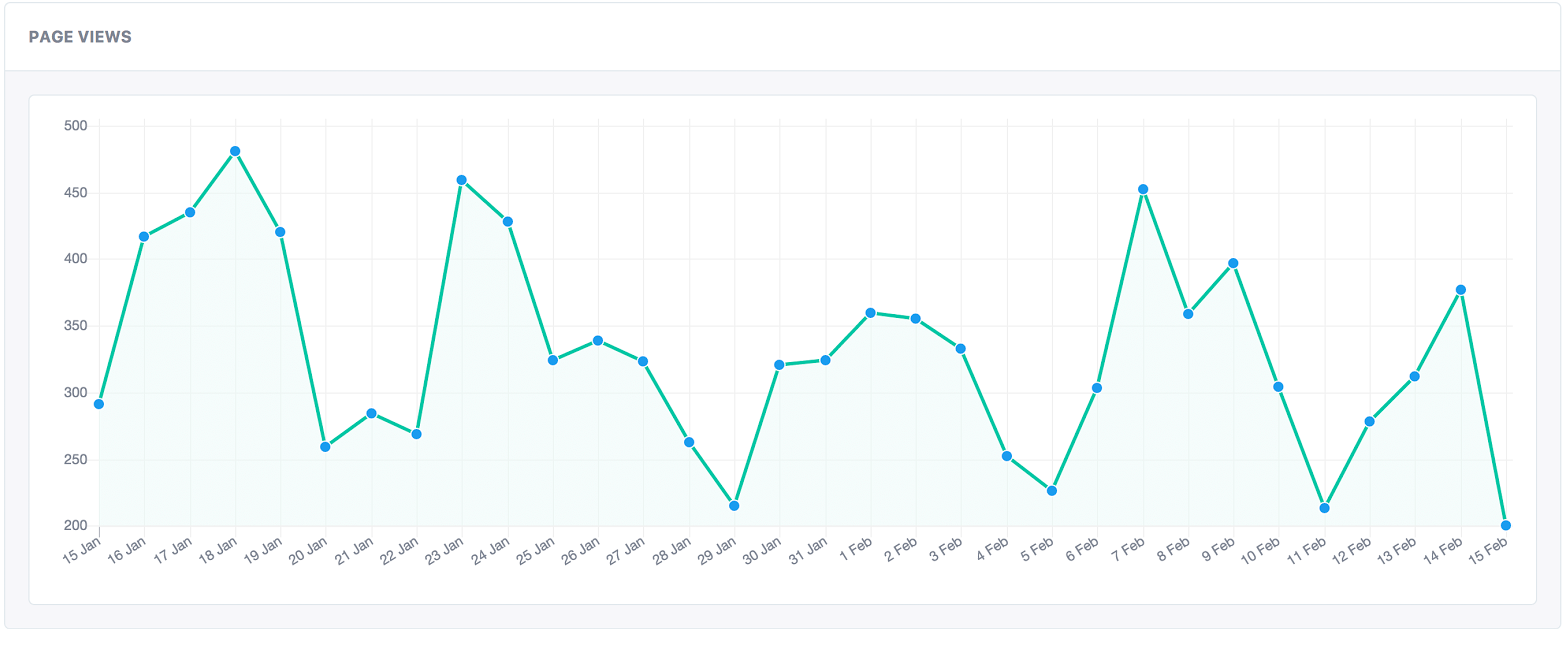 PAGE VIEWS
500
450
400
350
300
250
200
15 Jan
16 Jan
17 Jan
18 Jan
19 Jan
20 Jan
21 Jan
22 Jan
23 Jan
24 Jan
25 Jan
26 Jan
27 Jan
28 Jan
29 Jan
30 Jan
31 Jan
1 Feb
2 Feb
3 Feb
4 Feb
5 Feb
6 Feb
7 Feb
8 Feb
9 Feb
10 Feb
11 Feb
12 Feb
13 Feb
14 Feb
15 Feb